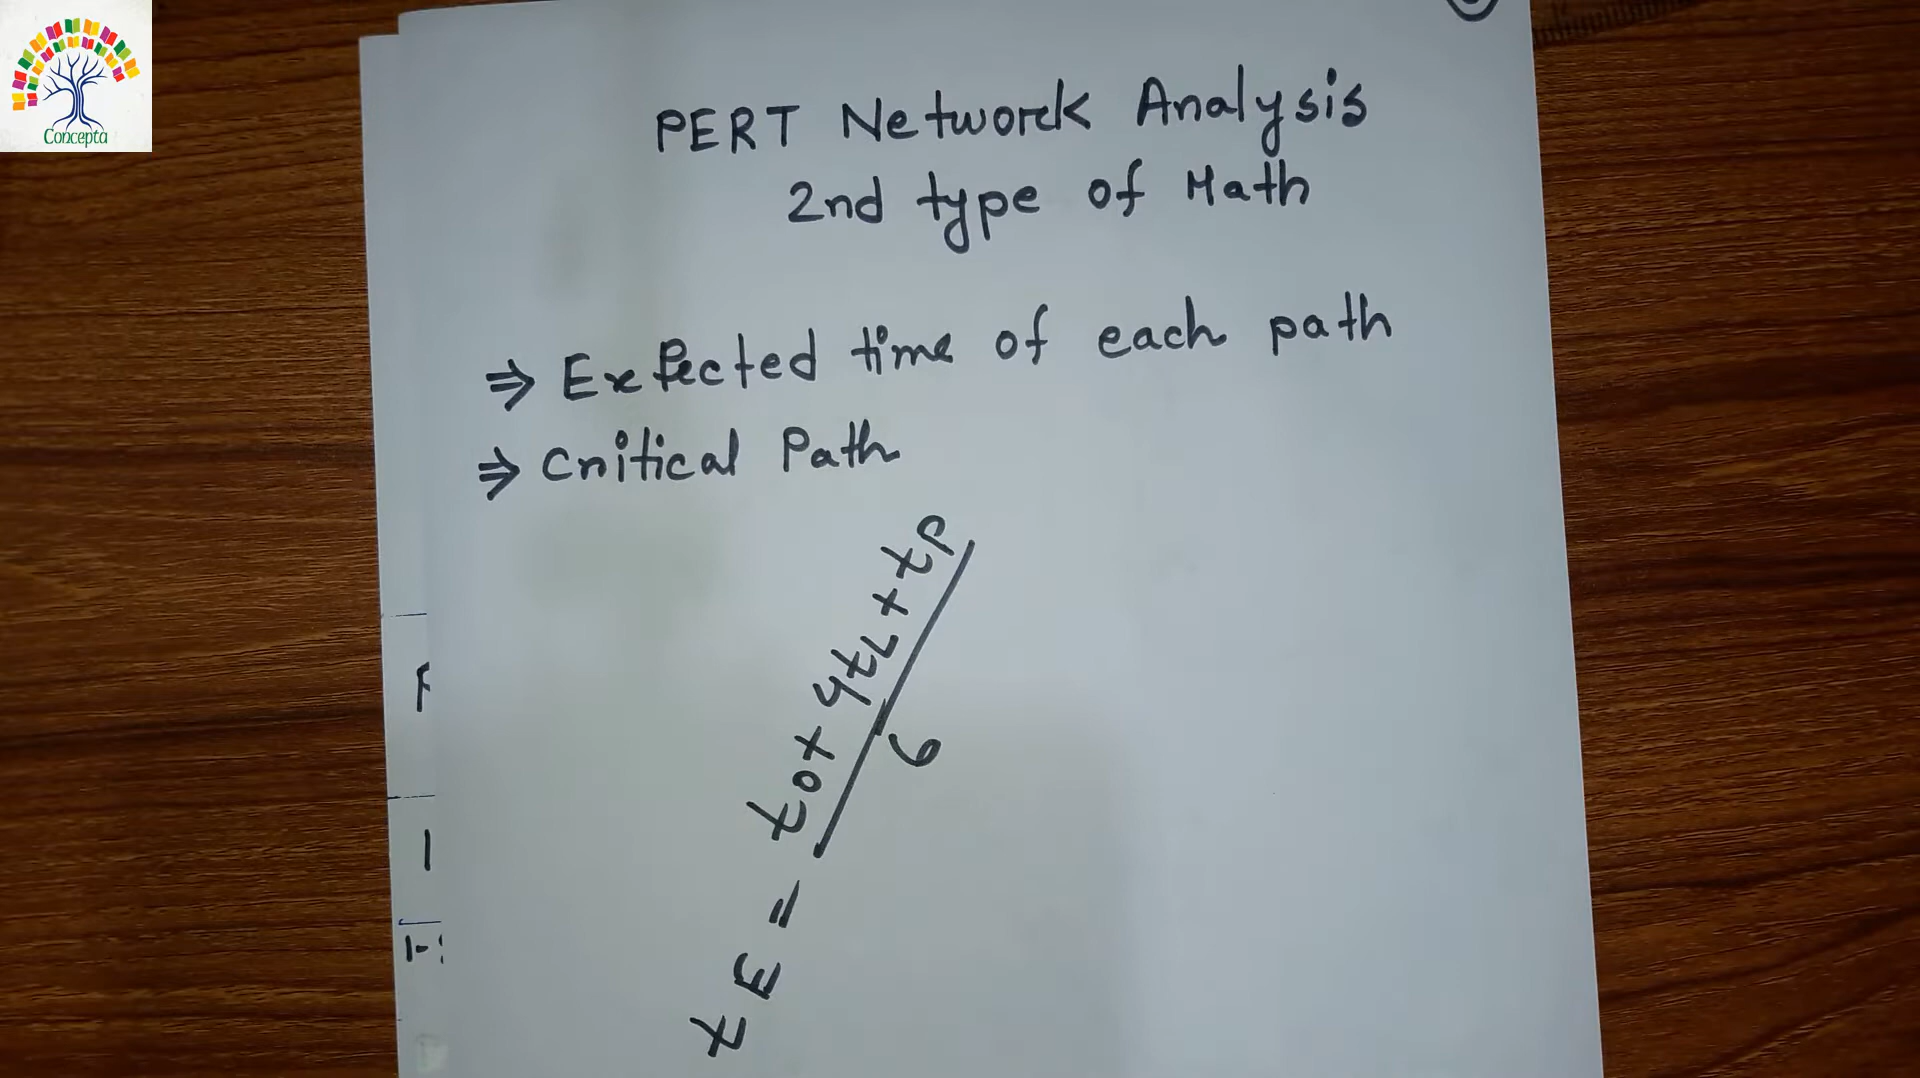 Concepta
PERT Network Analysis
2nd type of Math
⇒ Expected time of each path
⇒ Critical Path
tE = to + 4tL + tp
6